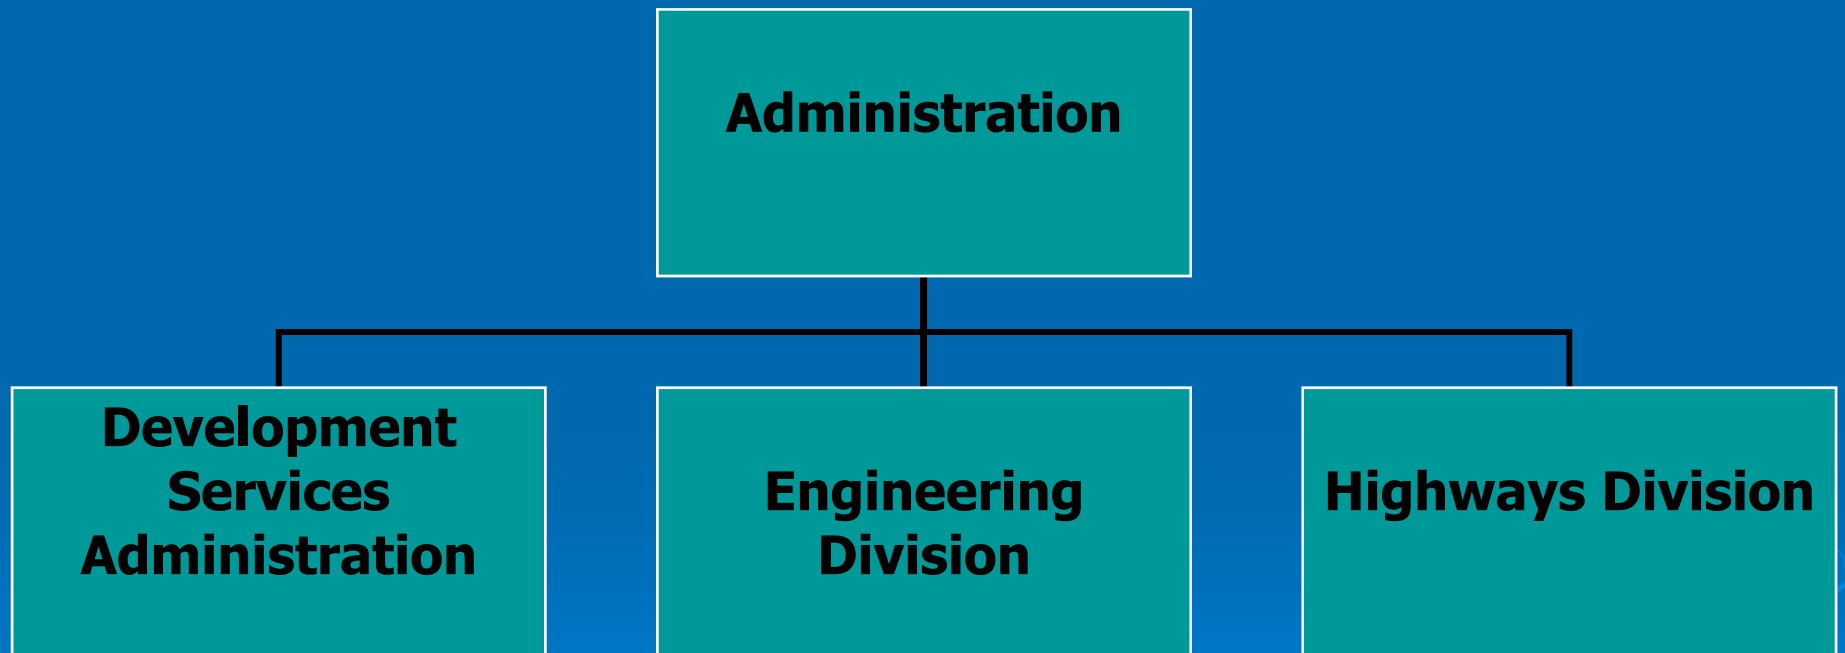 Administration
Development
Services
Administration
Engineering
Division
Highways Division